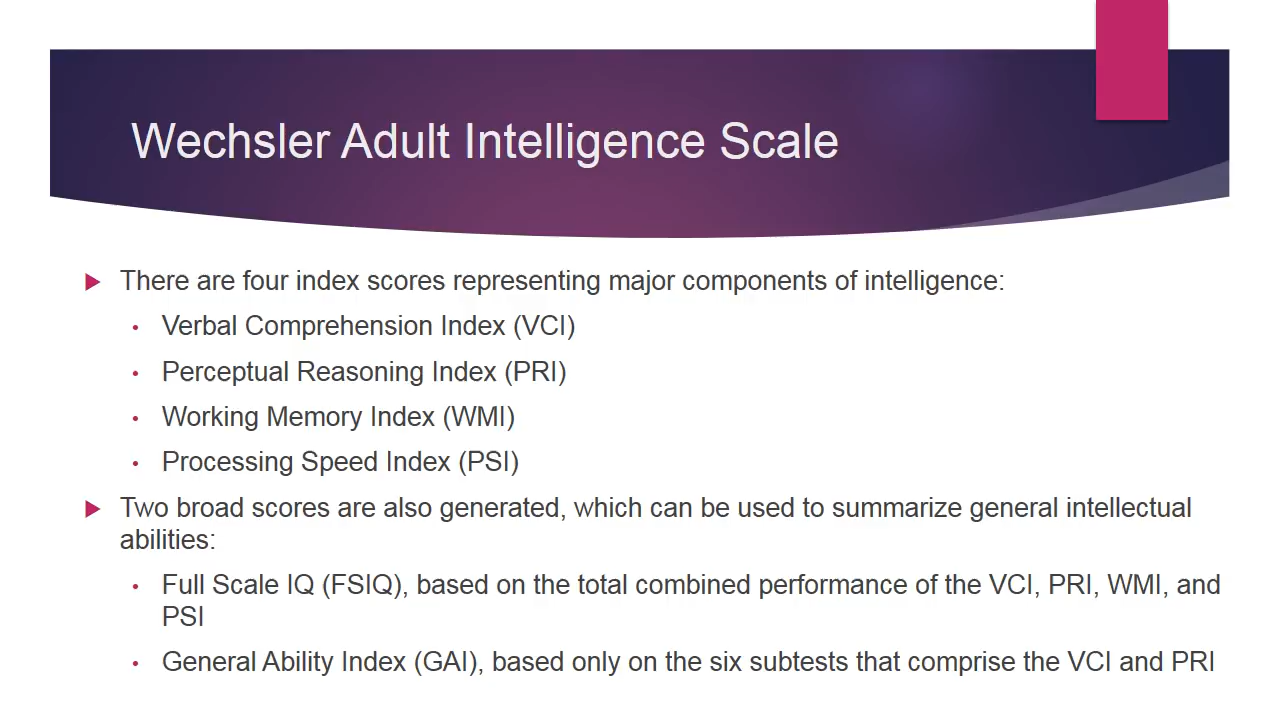 Wechsler Adult Intelligence Scale
There are four index scores representing major components of intelligence:
• Verbal Comprehension Index (VCI)
• Perceptual Reasoning Index (PRI)
• Working Memory Index (WMI)
• Processing Speed Index (PSI)
Two broad scores are also generated, which can be used to summarize general intellectual
abilities:
• Full Scale IQ (FSIQ), based on the total combined performance of the VCI, PRI, WMI, and
PSI
• General Ability Index (GAI), based only on the six subtests that comprise the VCI and PRI